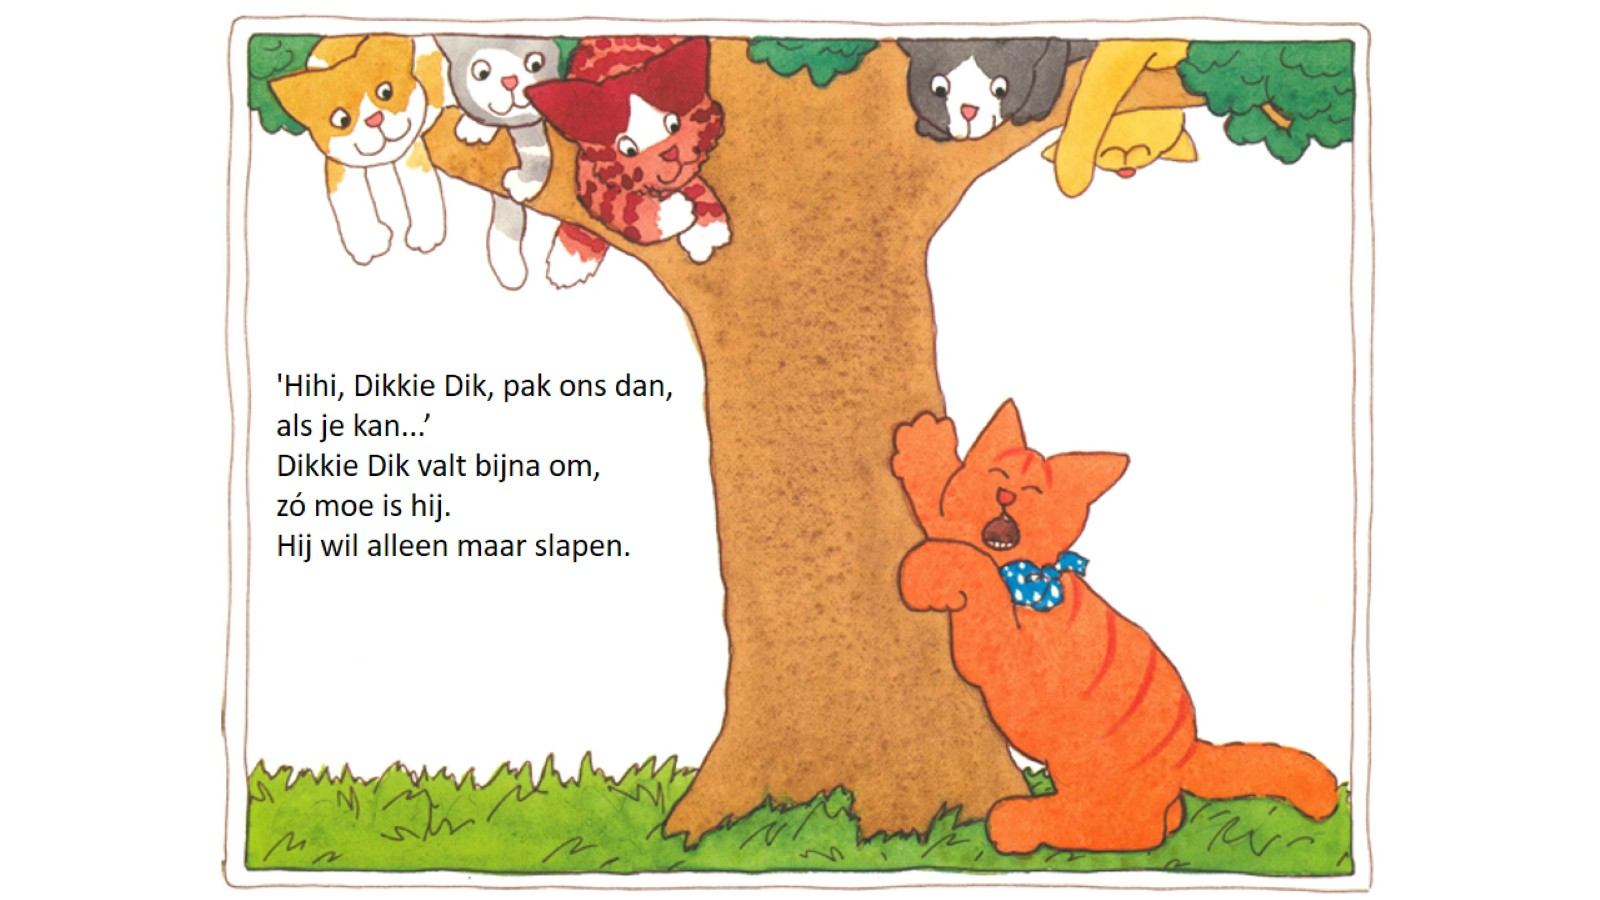 'Hihi, Dikkie Dik, pak ons dan,
als je kan...’
Dikkie Dik valt bijna om,
zó moe is hij.
Hij wil alleen maar slapen.